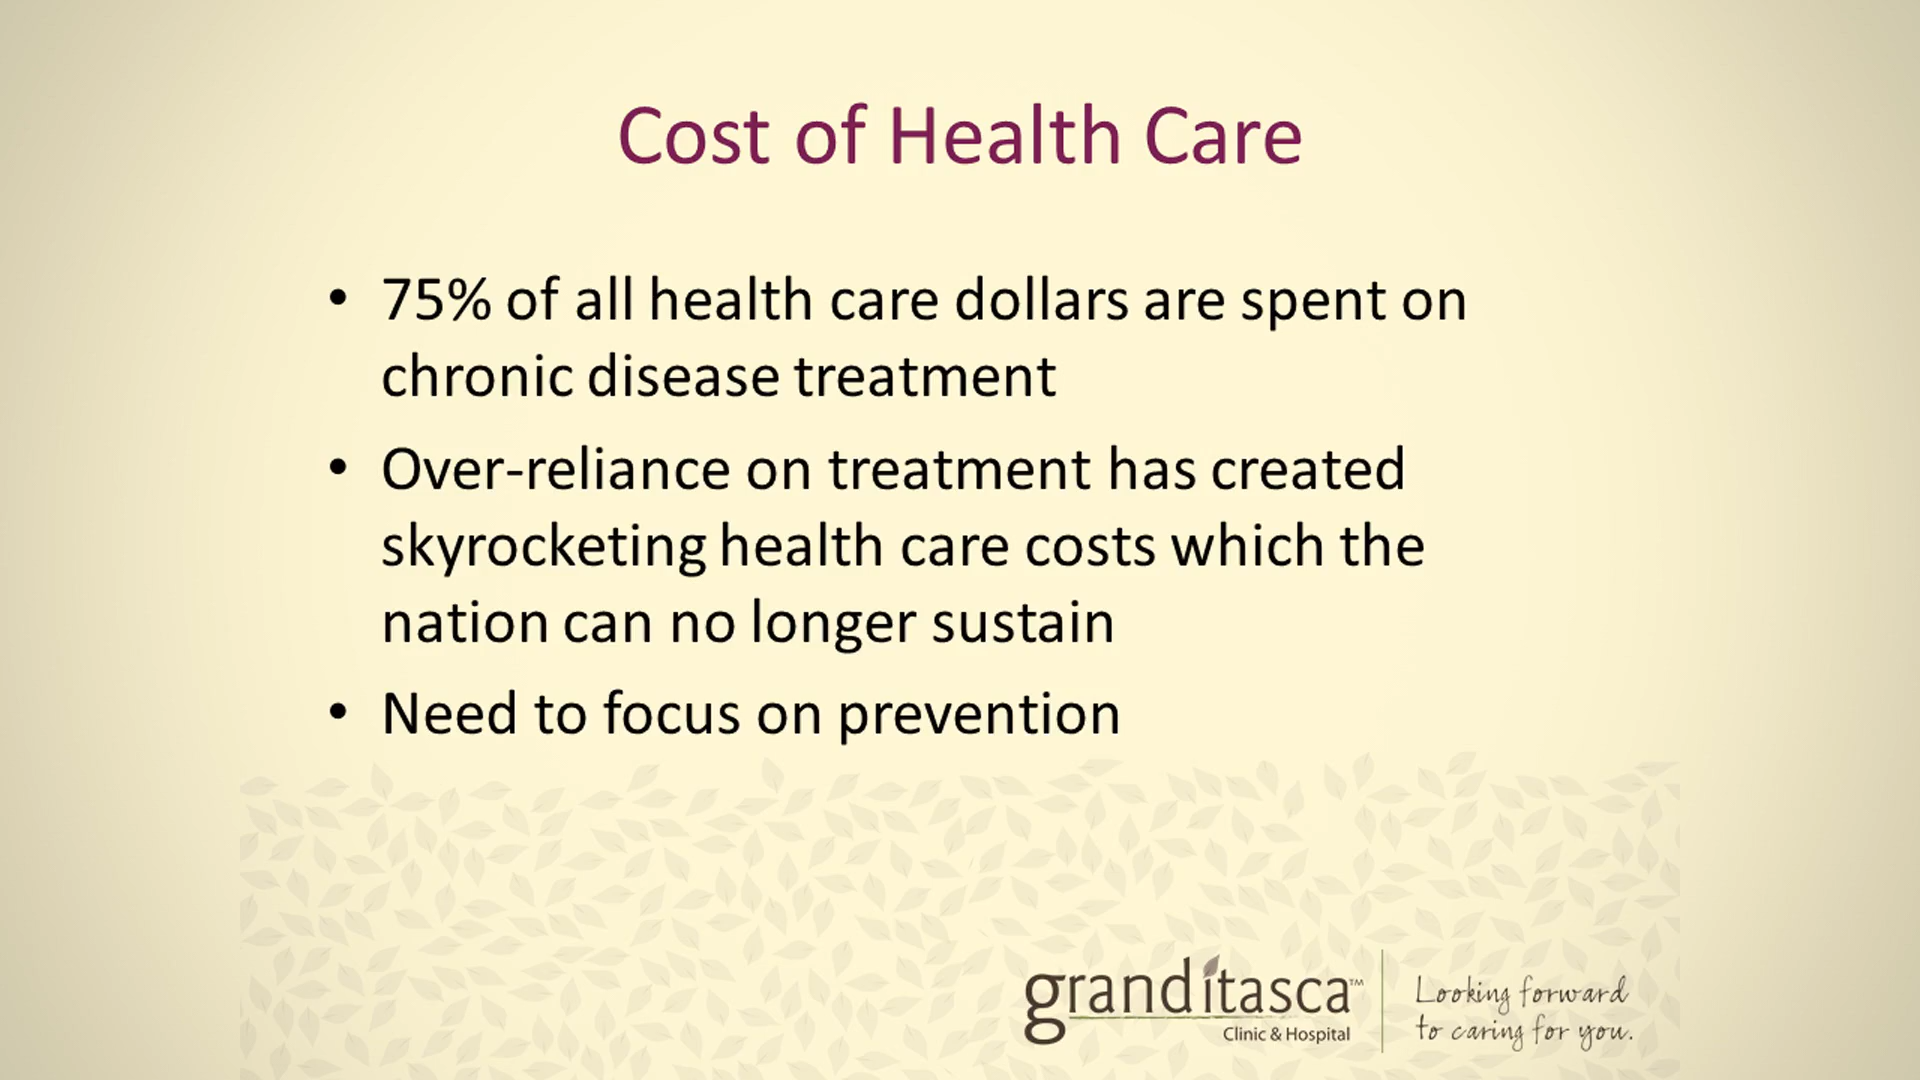 Cost of Health Care
• 75% of all health care dollars are spent on
chronic disease treatment
• Over-reliance on treatment has created
skyrocketing health care costs which the
nation can no longer sustain
• Need to focus on prevention
granditasca™
Clinic & Hospital
Looking forward
to caring for you.